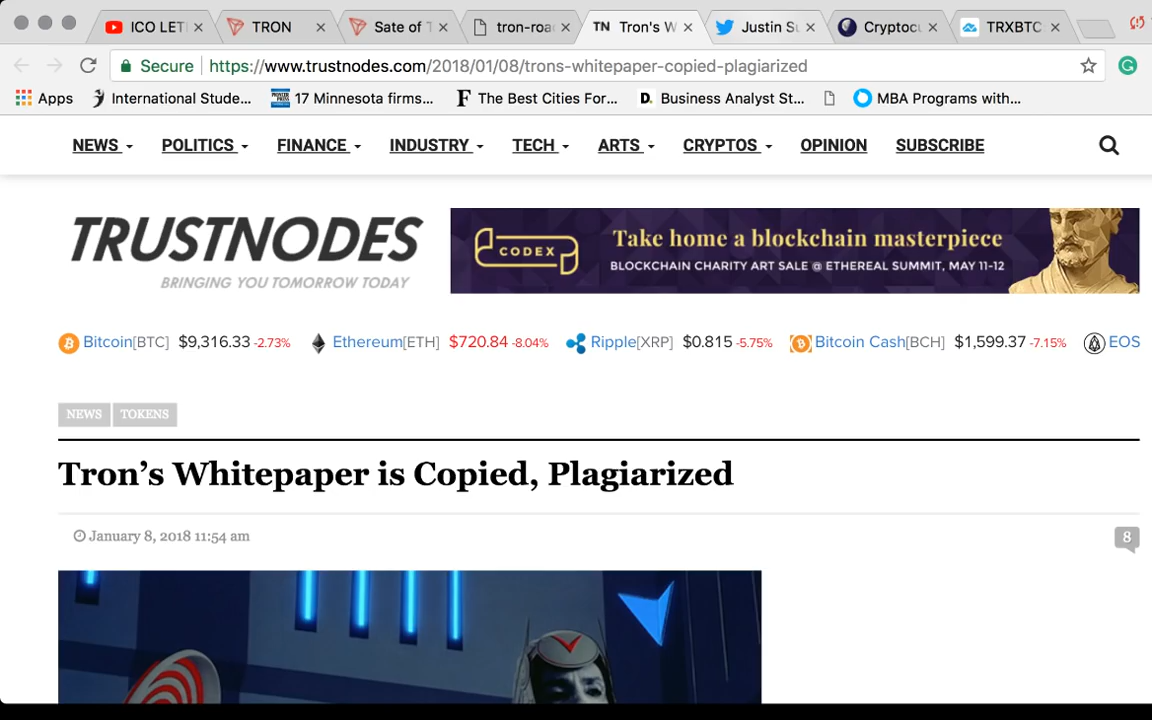 ICO LET
TRON
Sate of T
tron-roa
TN Tron's W
Justin Su
Cryptocu
TRXBTC
Secure https://www.trustnodes.com/2018/01/08/trons-whitepaper-copied-plagiarized
Apps International Stude... 17 Minnesota firms... F The Best Cities For... D. Business Analyst St... MBA Programs with...
NEWS POLITICS FINANCE INDUSTRY TECH ARTS CRYPTOS OPINION SUBSCRIBE
TRUSTNODES
BRINGING YOU TOMORROW TODAY
CODEX
Take home a blockchain masterpiece
BLOCKCHAIN CHARITY ART SALE @ ETHEREAL SUMMIT, MAY 11-12
Bitcoin[BTC] $9,316.33 -2.73% Ethereum[ETH] $720.84 -8.04% Ripple[XRP] $0.815 -5.75% Bitcoin Cash[BCH] $1,599.37 -7.15% EOS
NEWS TOKENS
Tron's Whitepaper is Copied, Plagiarized
January 8, 2018 11:54 am
8